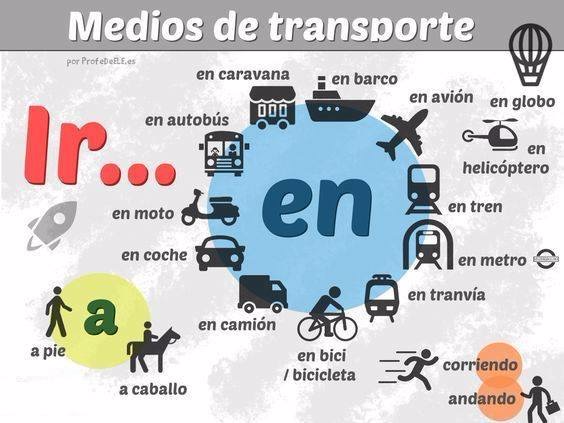 Medios de transporte
por ProfeDeELE.es
Ir...
en
en caravana
en barco
en avión
en globo
en autobús
en
helicóptero
en moto
en tren
en coche
en metro
en tranvía
en camión
en bici
/ bicicleta
a
a pie
a caballo
corriendo
andando